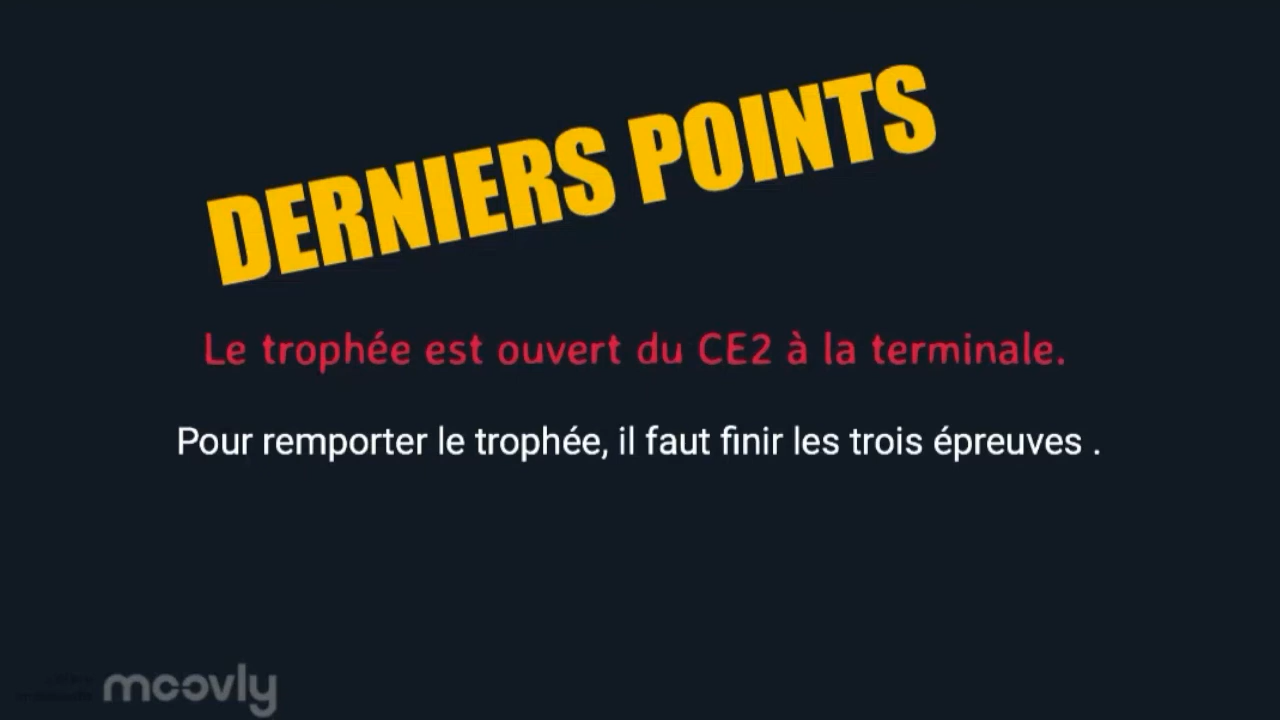 DERNIERS POINTS
Le trophée est ouvert du CE2 à la terminale.
Pour remporter le trophée, il faut finir les trois épreuves .
moovly